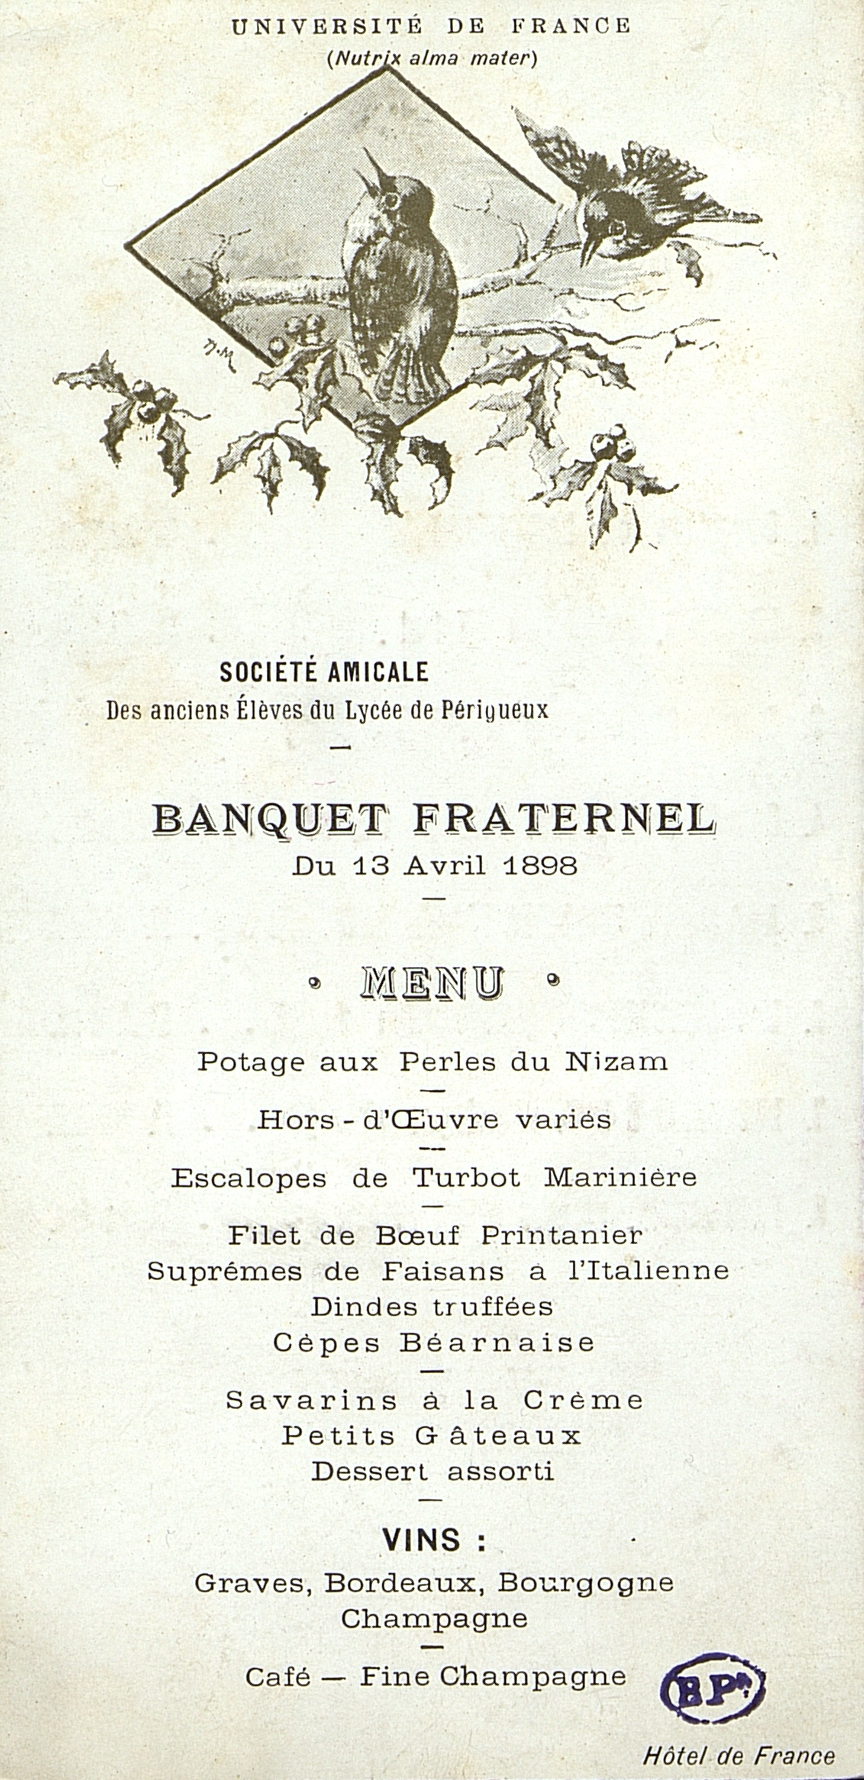 UNIVERSITÉ DE FRANCE
(Nutrix alma mater)
D.M
SOCIÉTÉ AMICALE
Des anciens Élèves du Lycée de Périgueux
BANQUET FRATERNEL
Du 13 Avril 1898
MENU
Potage aux Perles du Nizam
Hors-d'Œuvre variés
Escalopes de Turbot Marinière
Filet de Bœuf Printanier
Suprémes de Faisans à l'Italienne
Dindes truffées
Cèpes Béarnaise
Savarins à la Crème
Petits Gâteaux
Dessert assorti
VINS :
Graves, Bordeaux, Bourgogne
Champagne
Café — Fine Champagne
BPx
Hôtel de France